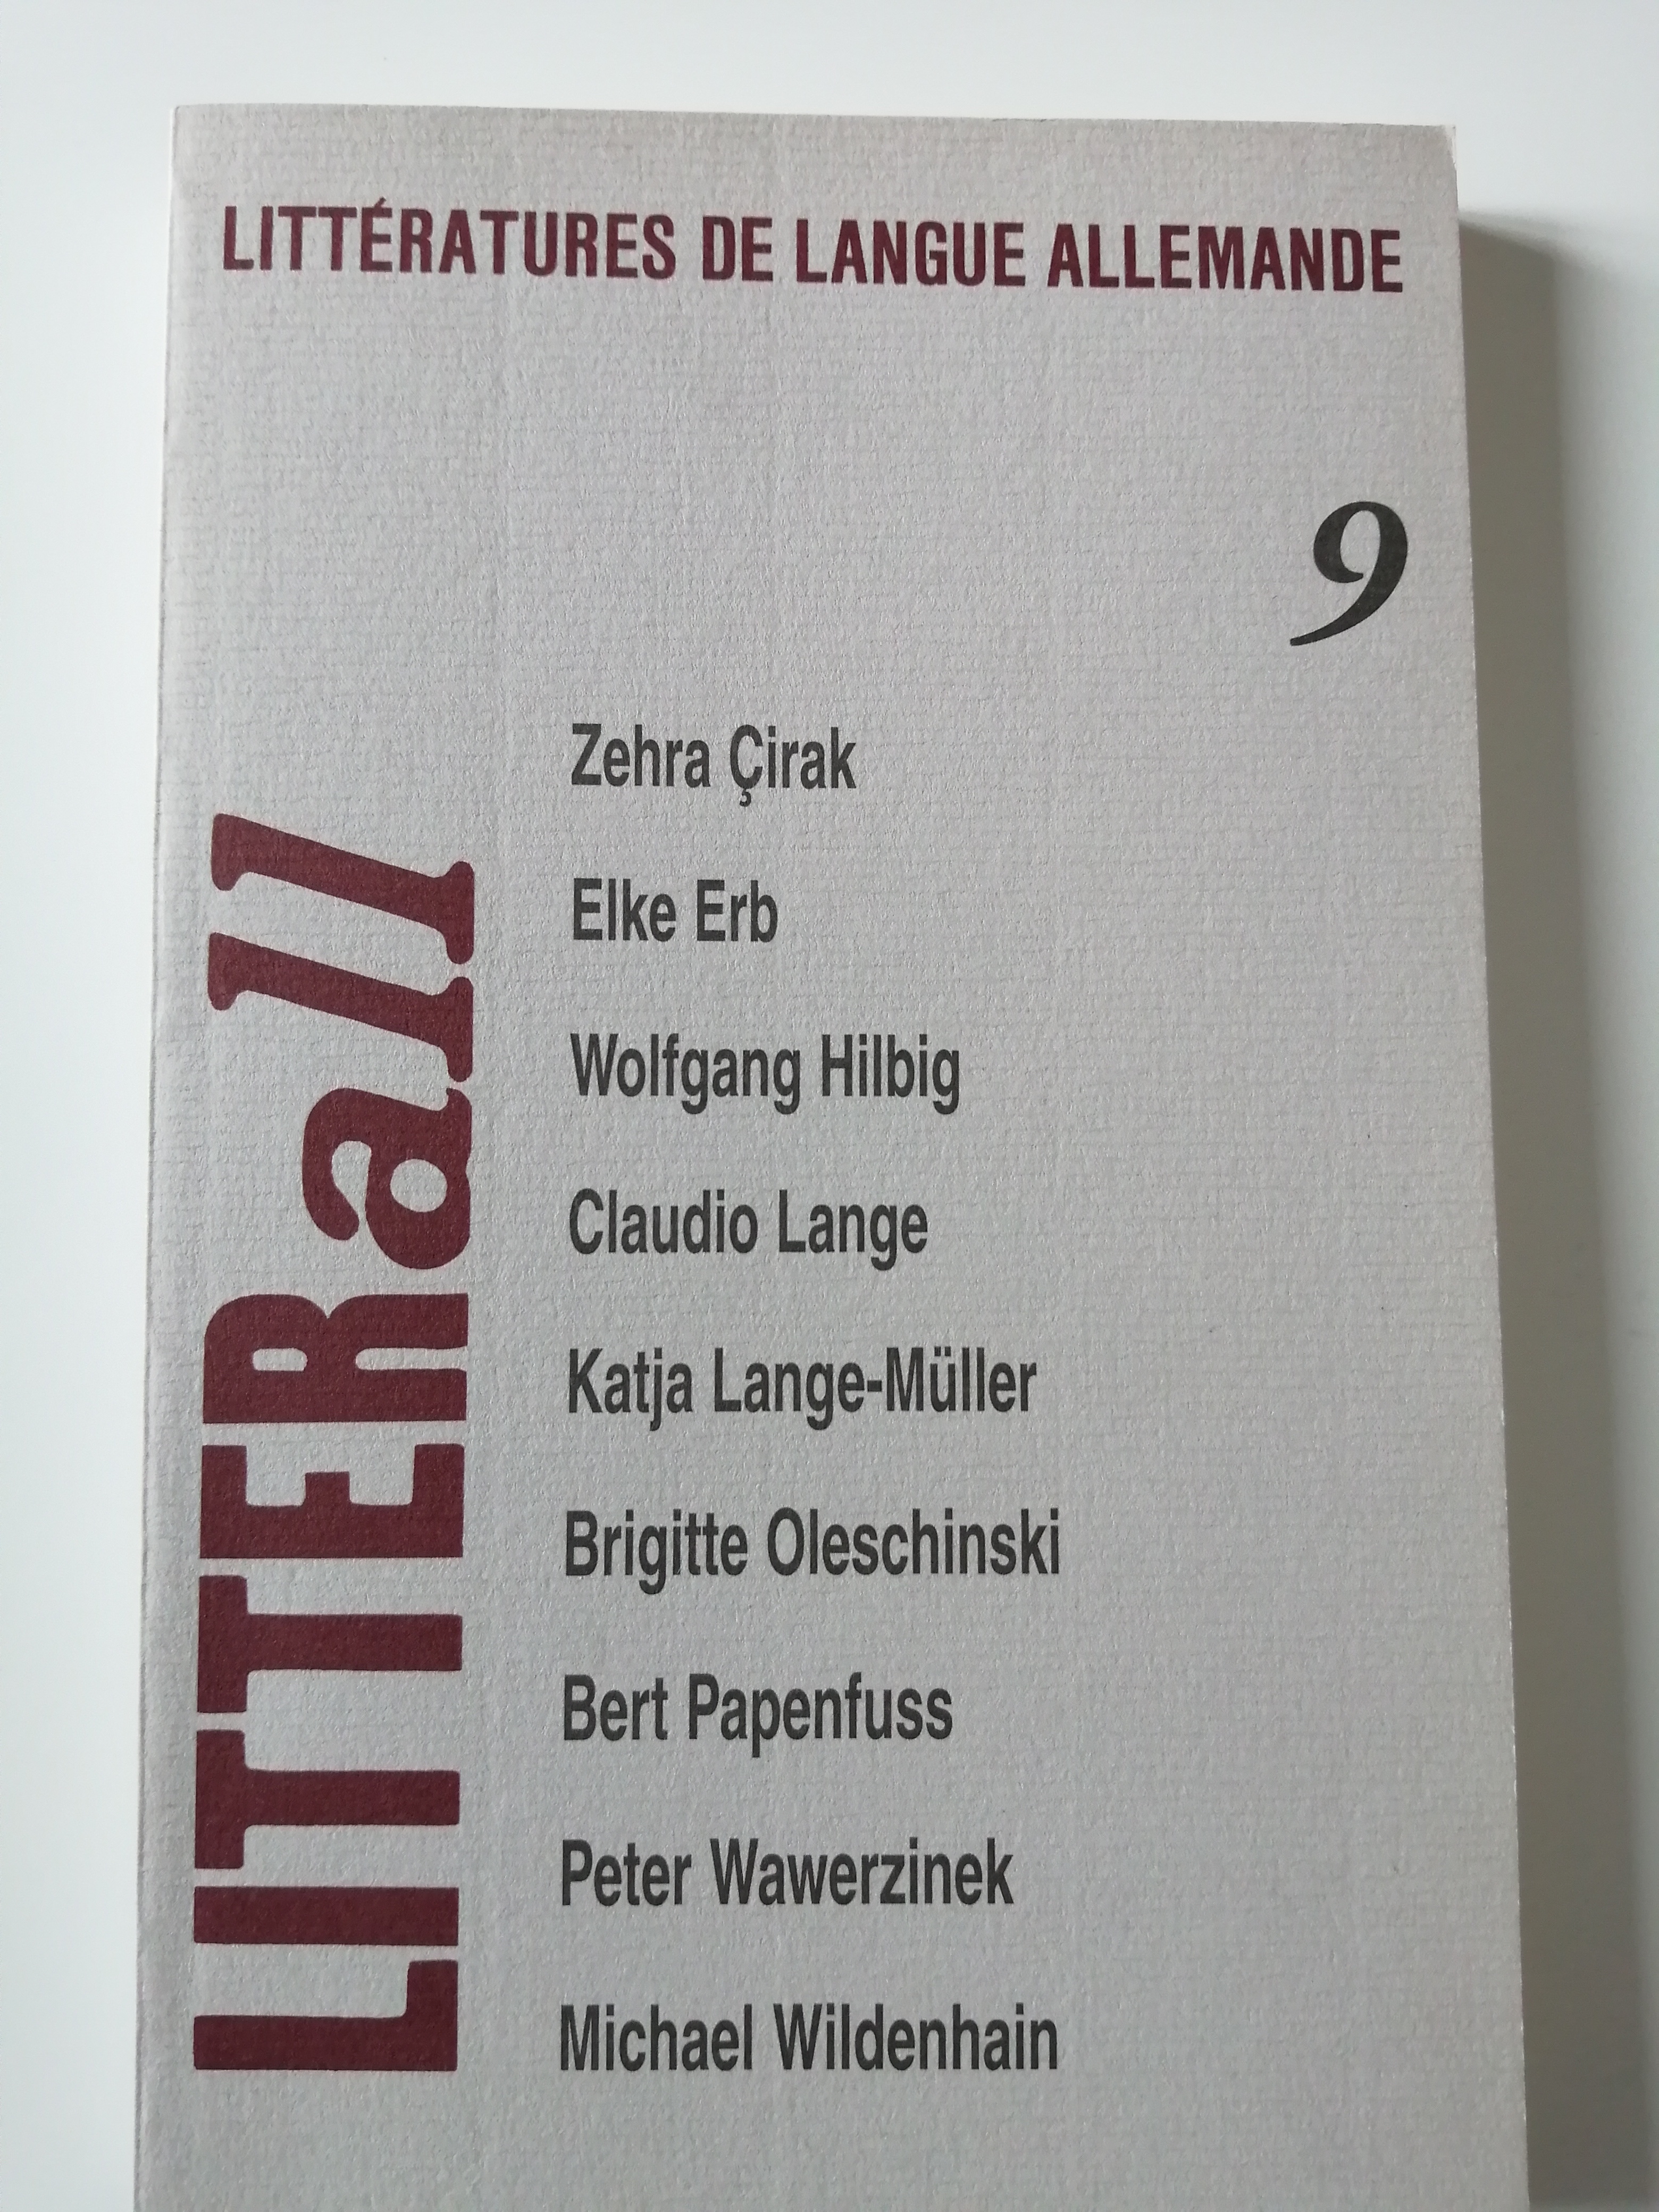 LITTÉRATURES DE LANGUE ALLEMANDE
9
LITTERall
Zehra Çirak
Elke Erb
Wolfgang Hilbig
Claudio Lange
Katja Lange-Müller
Brigitte Oleschinski
Bert Papenfuss
Peter Wawerzinek
Michael Wildenhain